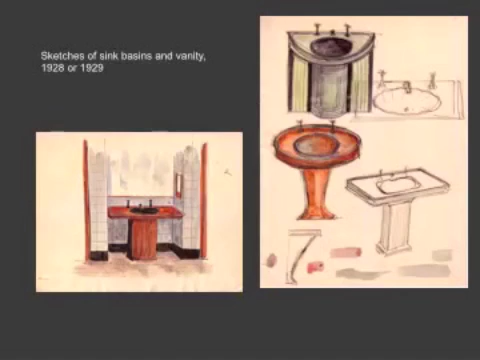 Sketches of sink basins and vanity,
1928 or 1929